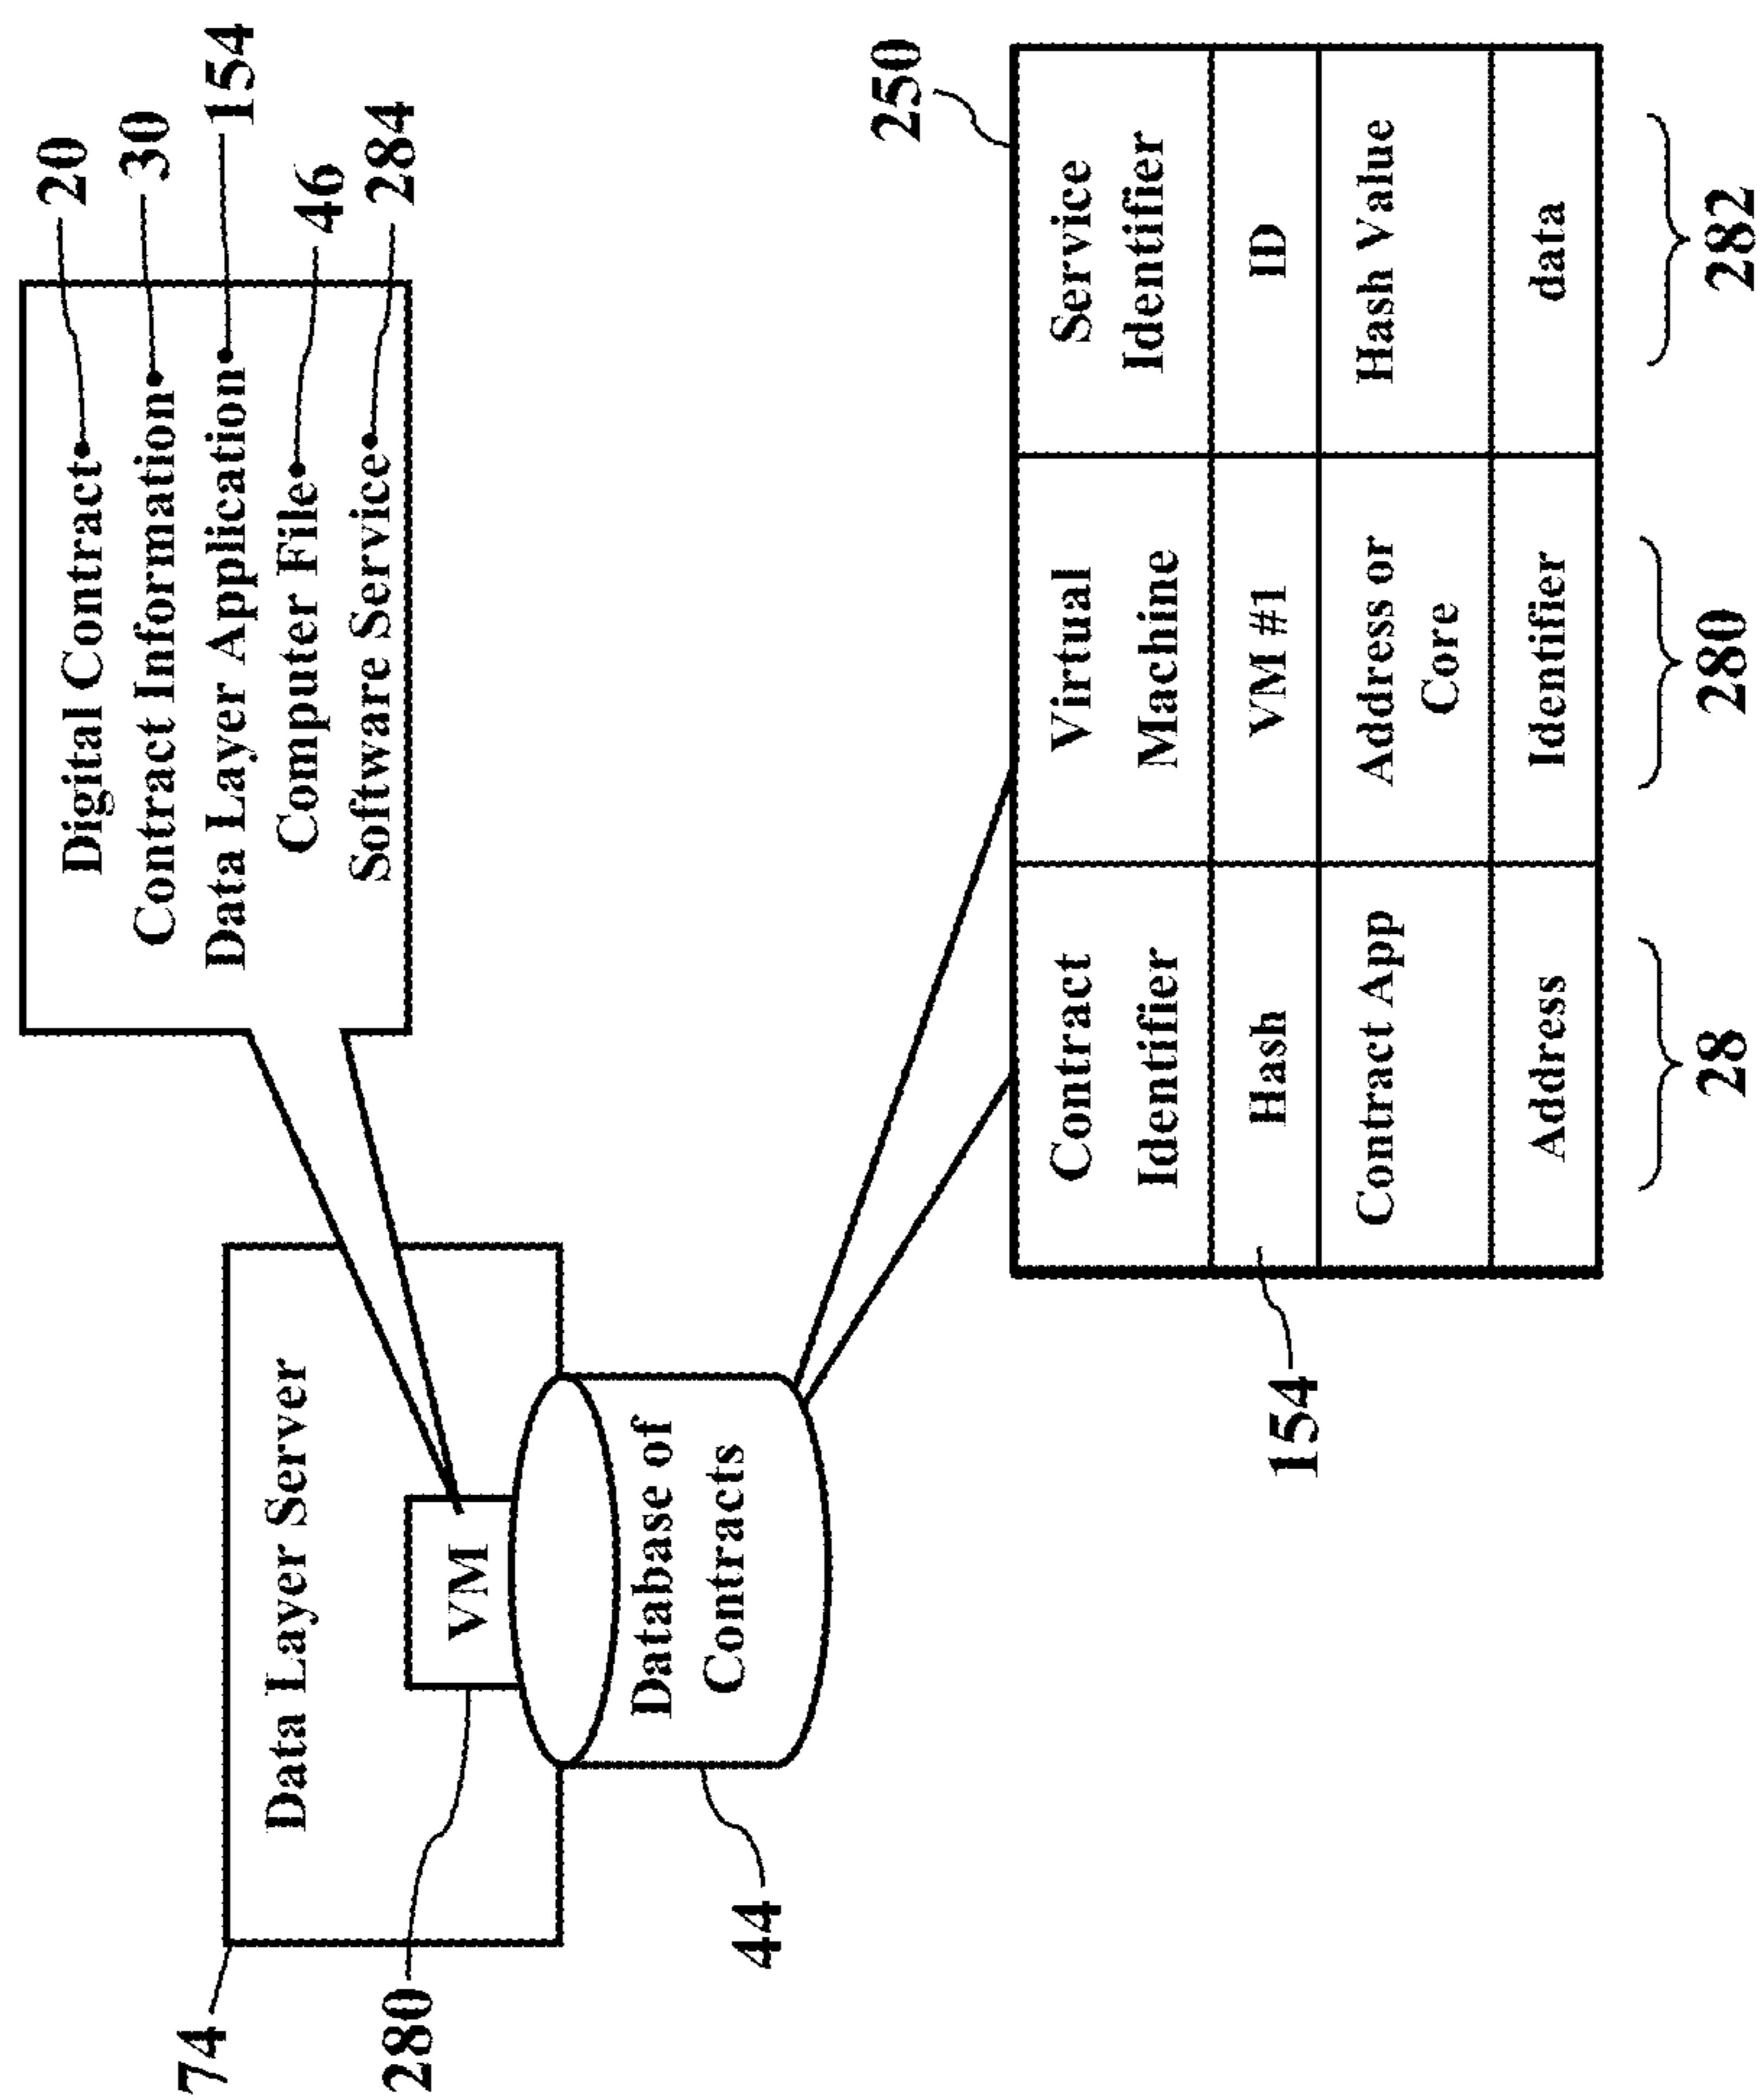 74
Data Layer Server
280
VM
44
Database of
Contracts
Digital Contract
20
Contract Information
30
Data Layer Application
154
Computer File
46
Software Service
284
250
Contract
Identifier
Virtual
Machine
Service
Identifier
154
Hash
VM #1
ID
Contract App
Address or
Core
Hash Value
Address
Identifier
data
28
280
282